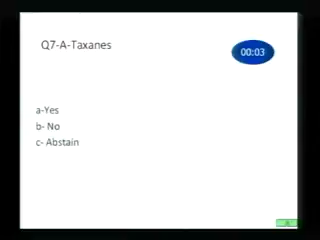 Q7-A-Taxanes
00:03
a-Yes
b- No
c- Abstain